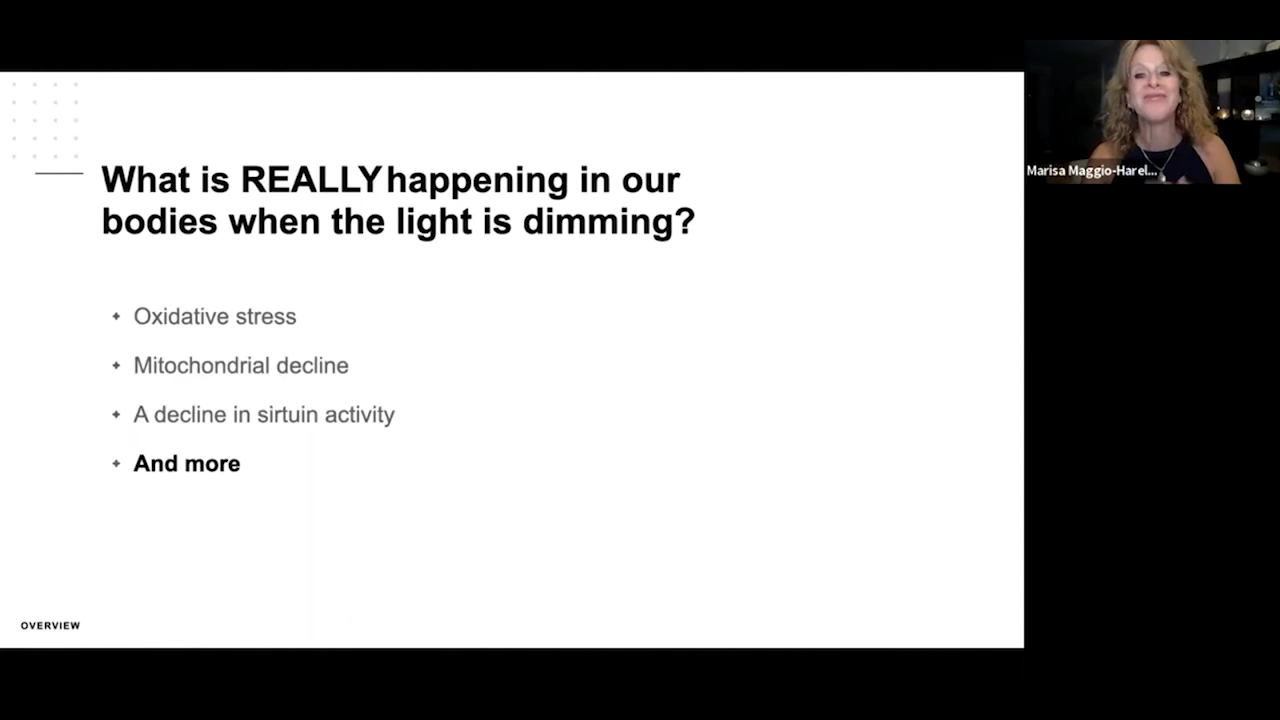 What is REALLY happening in our
bodies when the light is dimming?
Oxidative stress
Mitochondrial decline
A decline in sirtuin activity
And more
OVERVIEW
Marisa Maggio-Harel...